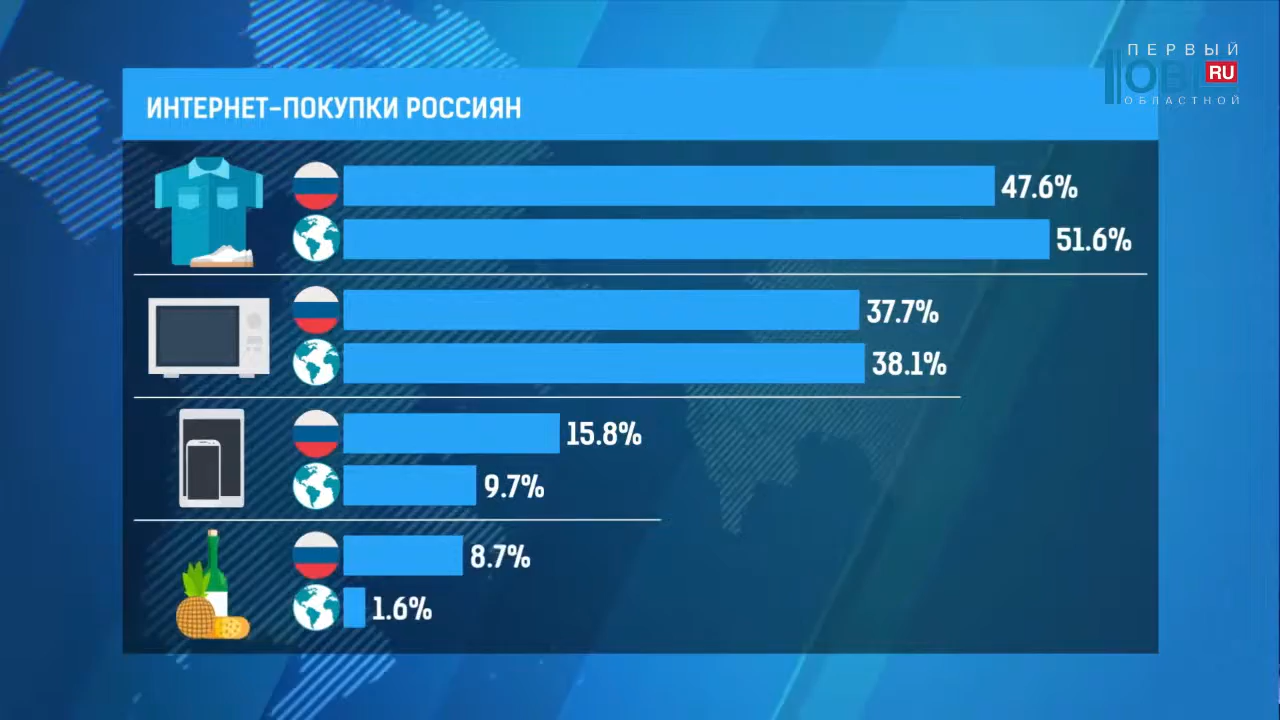 ПЕРВЫЙ
RU
ОБЛАСТНОЙ
ИНТЕРНЕТ-ПОКУПКИ РОССИЯН
47.6%
51.6%
37.7%
38.1%
15.8%
9.7%
8.7%
1.6%